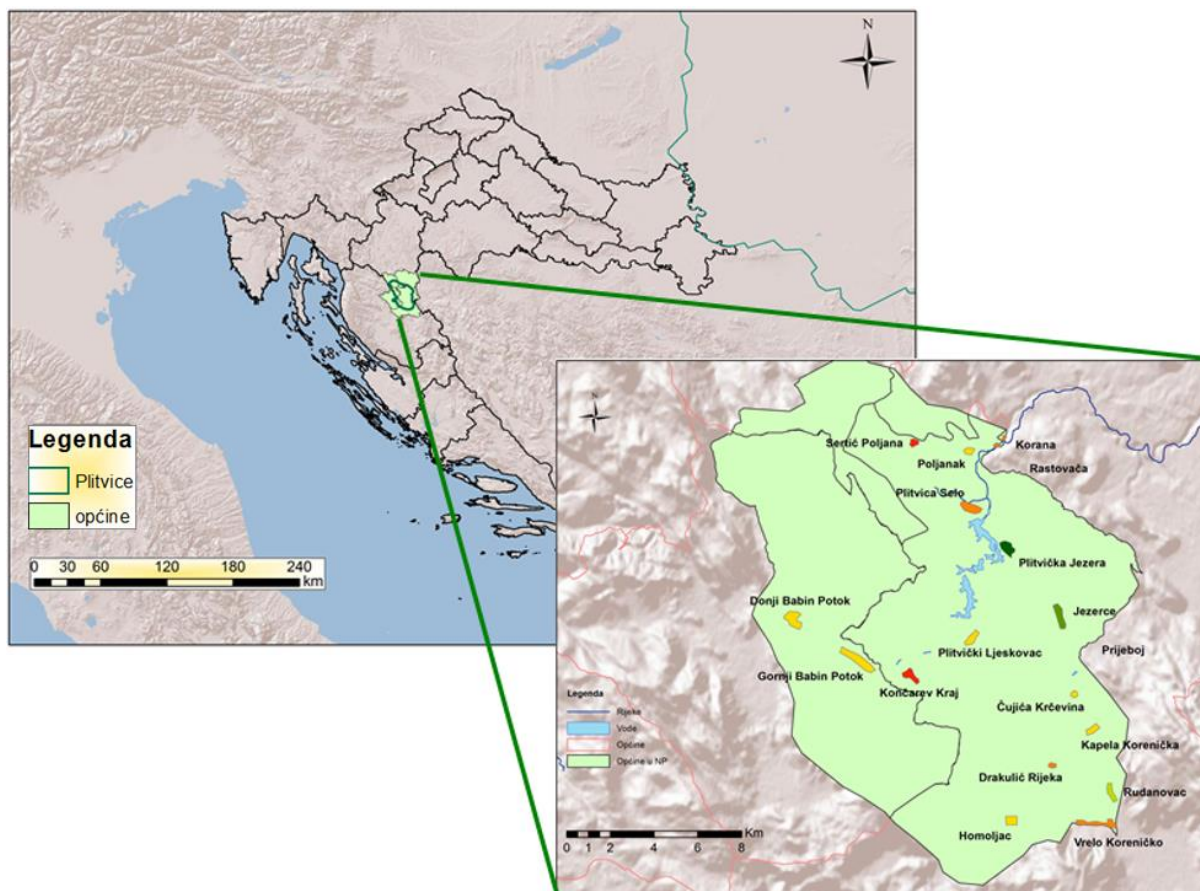 N
Legenda
Plitvice
općine
0 30 60 120 180 240
km
N
Sertić Poljana
Korana
Poljanak
Rastovača
Plitvica Selo
Plitvička Jezera
Donji Babin Potok
Jezerce
Plitvički Ljeskovac
Prijeboj
Gornji Babin Potok
Končarev Kraj
Legenda
Rijeke
Vode
Općine
Općine u NP
Čujića Krčevina
Kapela Korenička
Drakulić Rijeka
Rudanovac
Homoljac
Vrelo Koreničko
Km
0 1 2 4 6 8